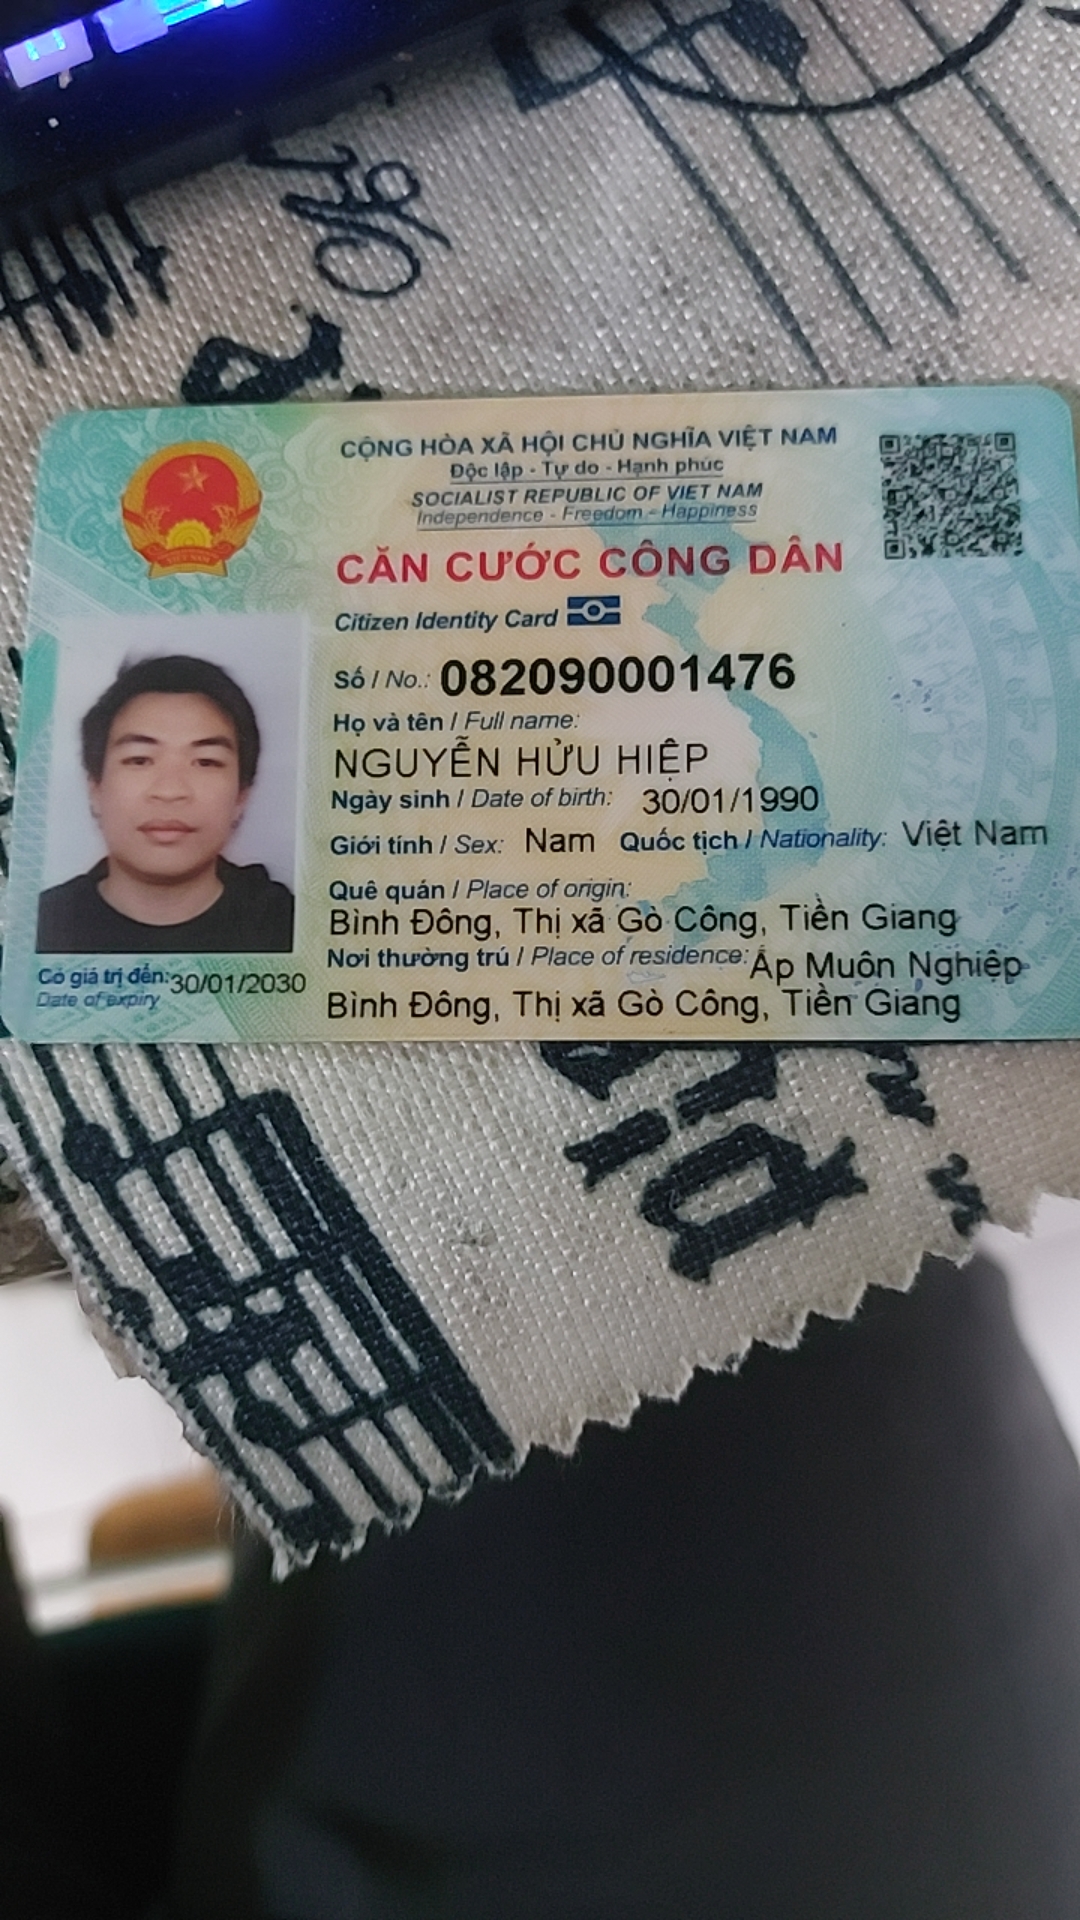 CỘNG HÒA XÃ HỘI CHỦ NGHĨA VIỆT NAM
Độc lập - Tự do - Hạnh phúc
SOCIALIST REPUBLIC OF VIET NAM
Independence - Freedom - Happiness
CĂN CƯỚC CÔNG DÂN
Citizen Identity Card
Số / No.: 082090001476
Họ và tên / Full name:
NGUYỄN HỬU HIỆP
Ngày sinh / Date of birth: 30/01/1990
Giới tính / Sex: Nam Quốc tịch / Nationality: Việt Nam
Quê quán / Place of origin:
Bình Đông, Thị xã Gò Công, Tiền Giang
Nơi thường trú / Place of residence: Ấp Muôn Nghiệp
Bình Đông, Thị xã Gò Công, Tiền Giang
Có giá trị đến: 30/01/2030
Date of expiry